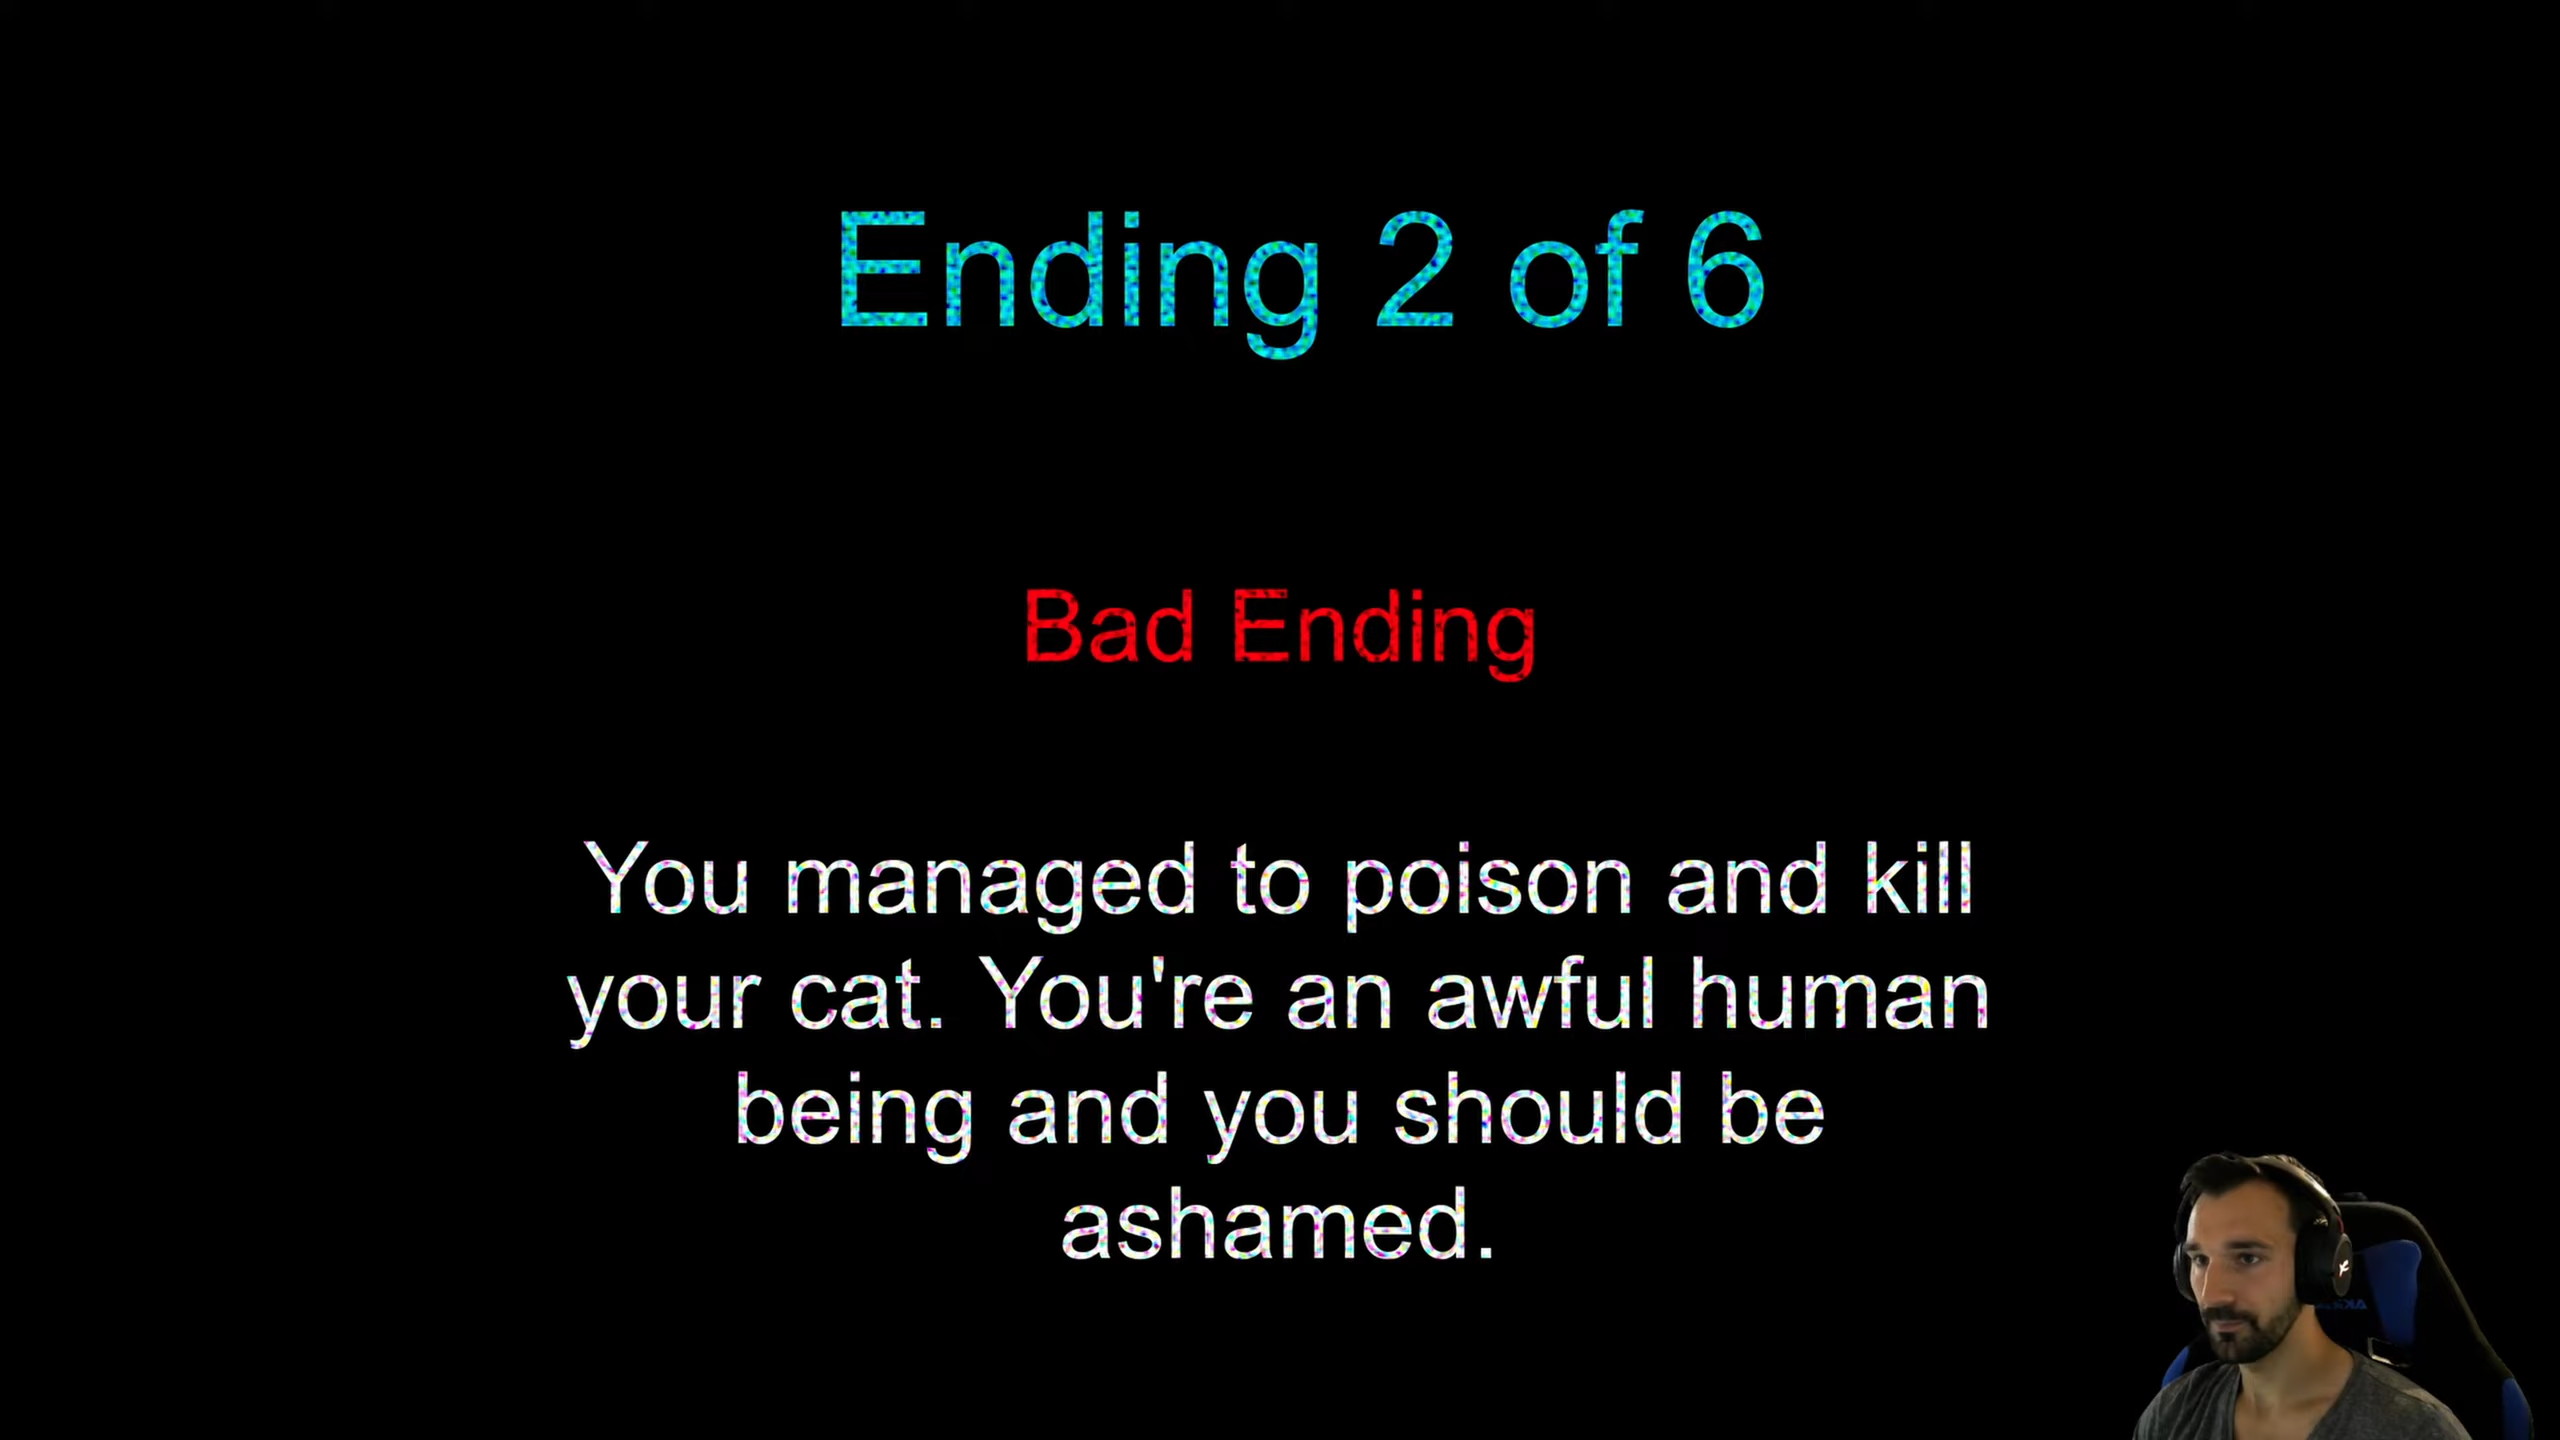 Ending 2 of 6
Bad Ending
You managed to poison and kill
your cat. You're an awful human
being and you should be
ashamed.